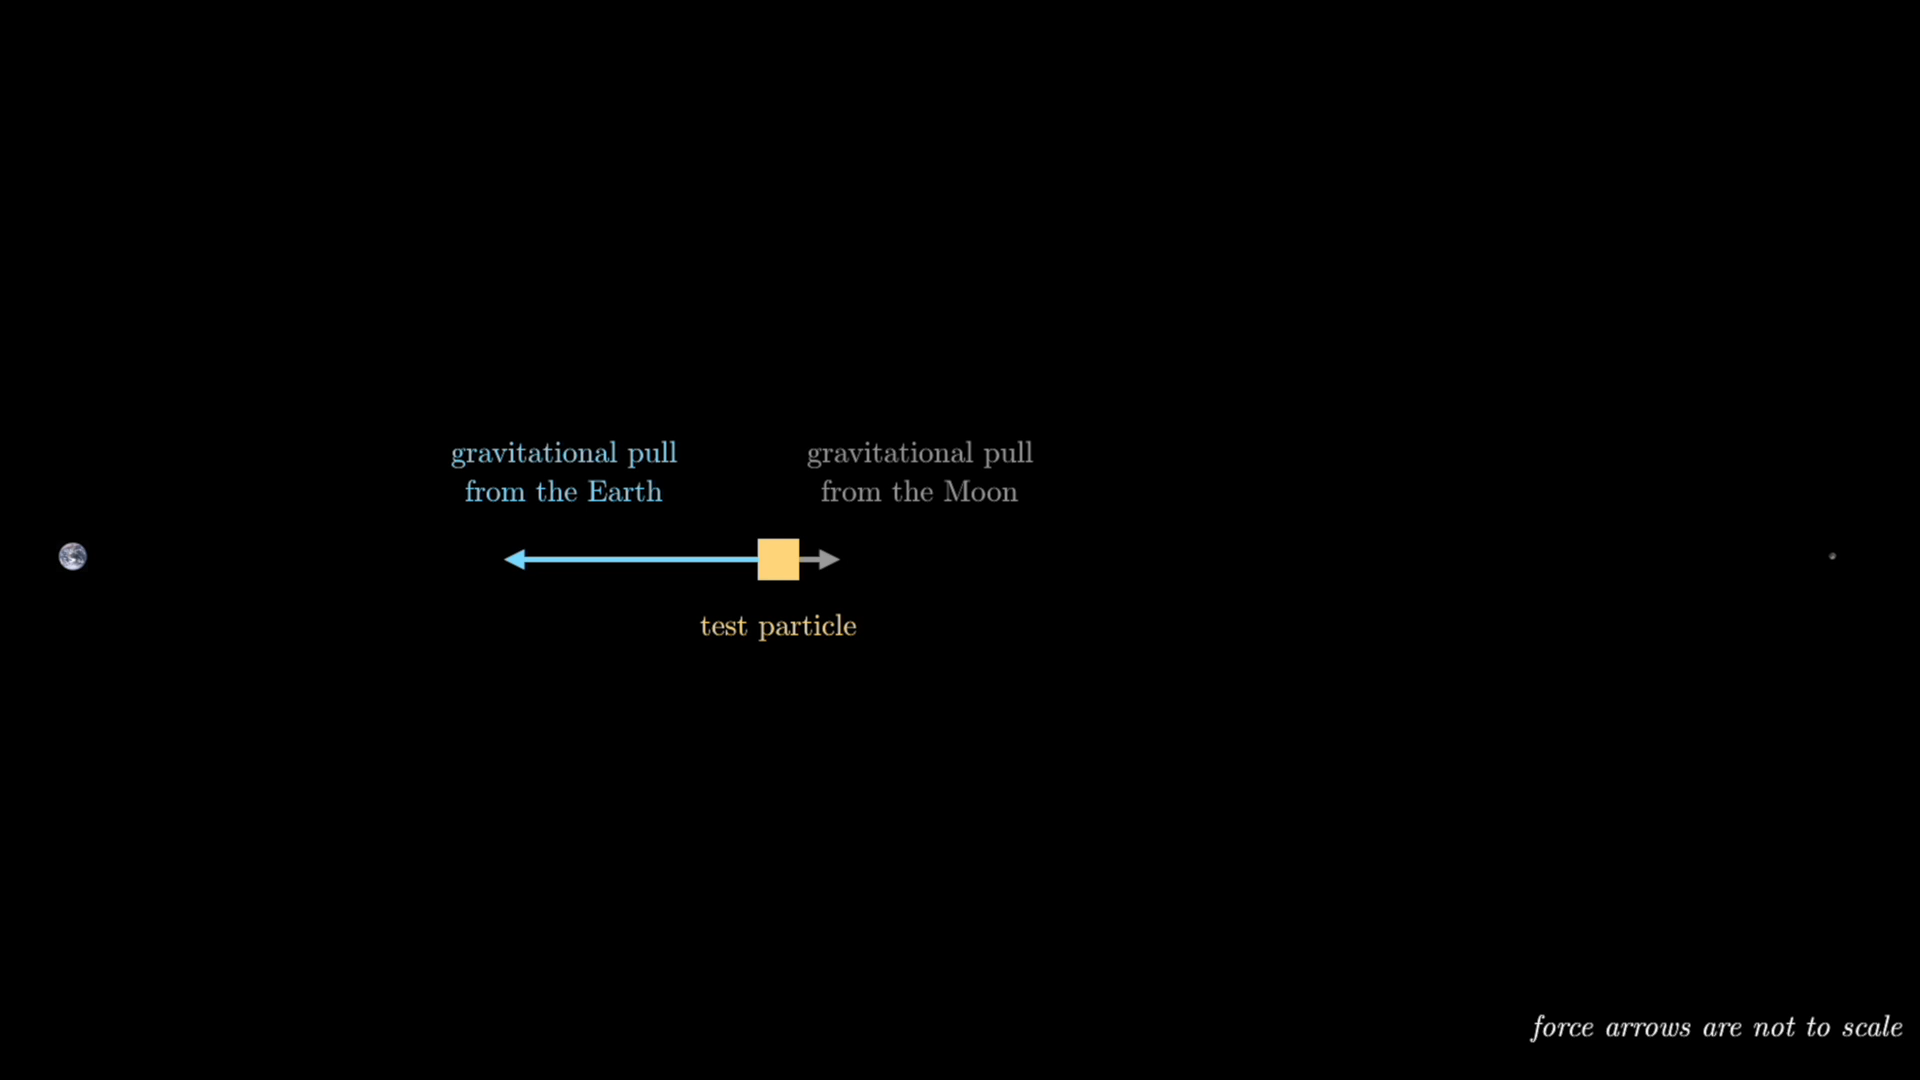 gravitational pull
from the Earth
gravitational pull
from the Moon
test particle
force arrows are not to scale